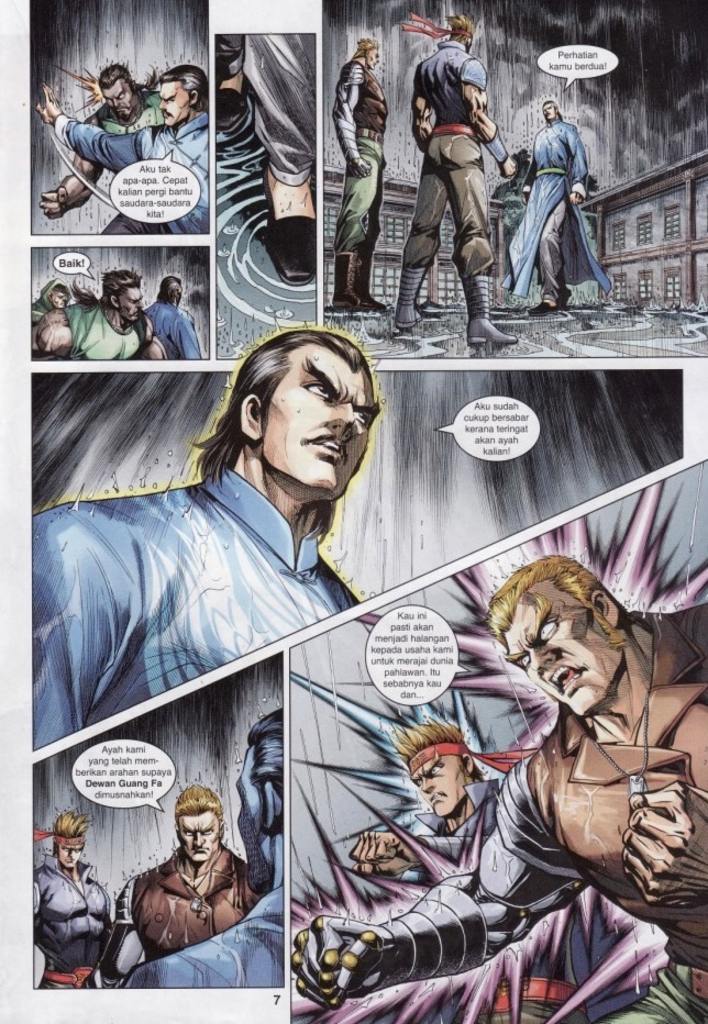 Aku tak
apa-apa. Cepat
kalian pergi bantu
saudara-saudara
kita!
Baik!
Perhatian
kamu berdua!
Aku sudah
cukup bersabar
kerana teringat
akan ayah
kalian!
Ayah kami
yang telah mem-
berikan arahan supaya
Dewan Guang Fa
dimusnahkan!
Kau ini
pasti akan
menjadi halangan
kepada usaha kami
untuk merajai dunia
pahlawan. Itu
sebabnya kau
dan...
7